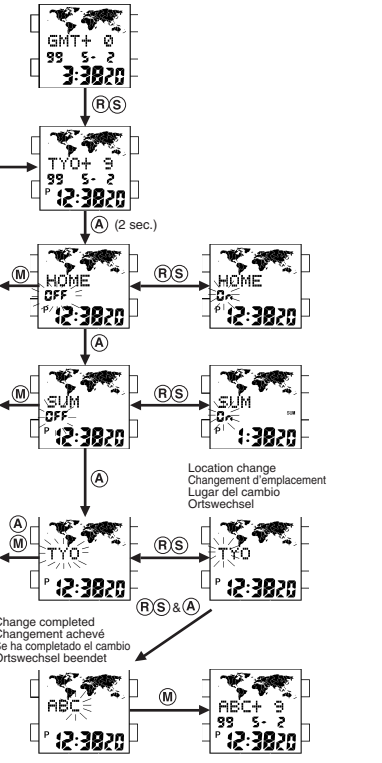 GMT+ 0
99 5- 2
3:3820
R S
TYO+ 9
99 5- 2
P 12:3820
A (2 sec.)
M
HOME
OFF
P 12:3820
R S
HOME
On
P 12:3820
A
M
SUM
OFF
P 12:3820
R S
SUM
On
SUM
P 1:3820
A
Location change
Changement d'emplacement
Lugar del cambio
Ortswechsel
A
M
TYO
P 12:3820
R S
TYO
P 12:3820
R S & A
Change completed
Changement achevé
Se ha completado el cambio
Ortswechsel beendet
ABC
P 12:3820
M
ABC+ 9
99 5- 2
P 12:3820